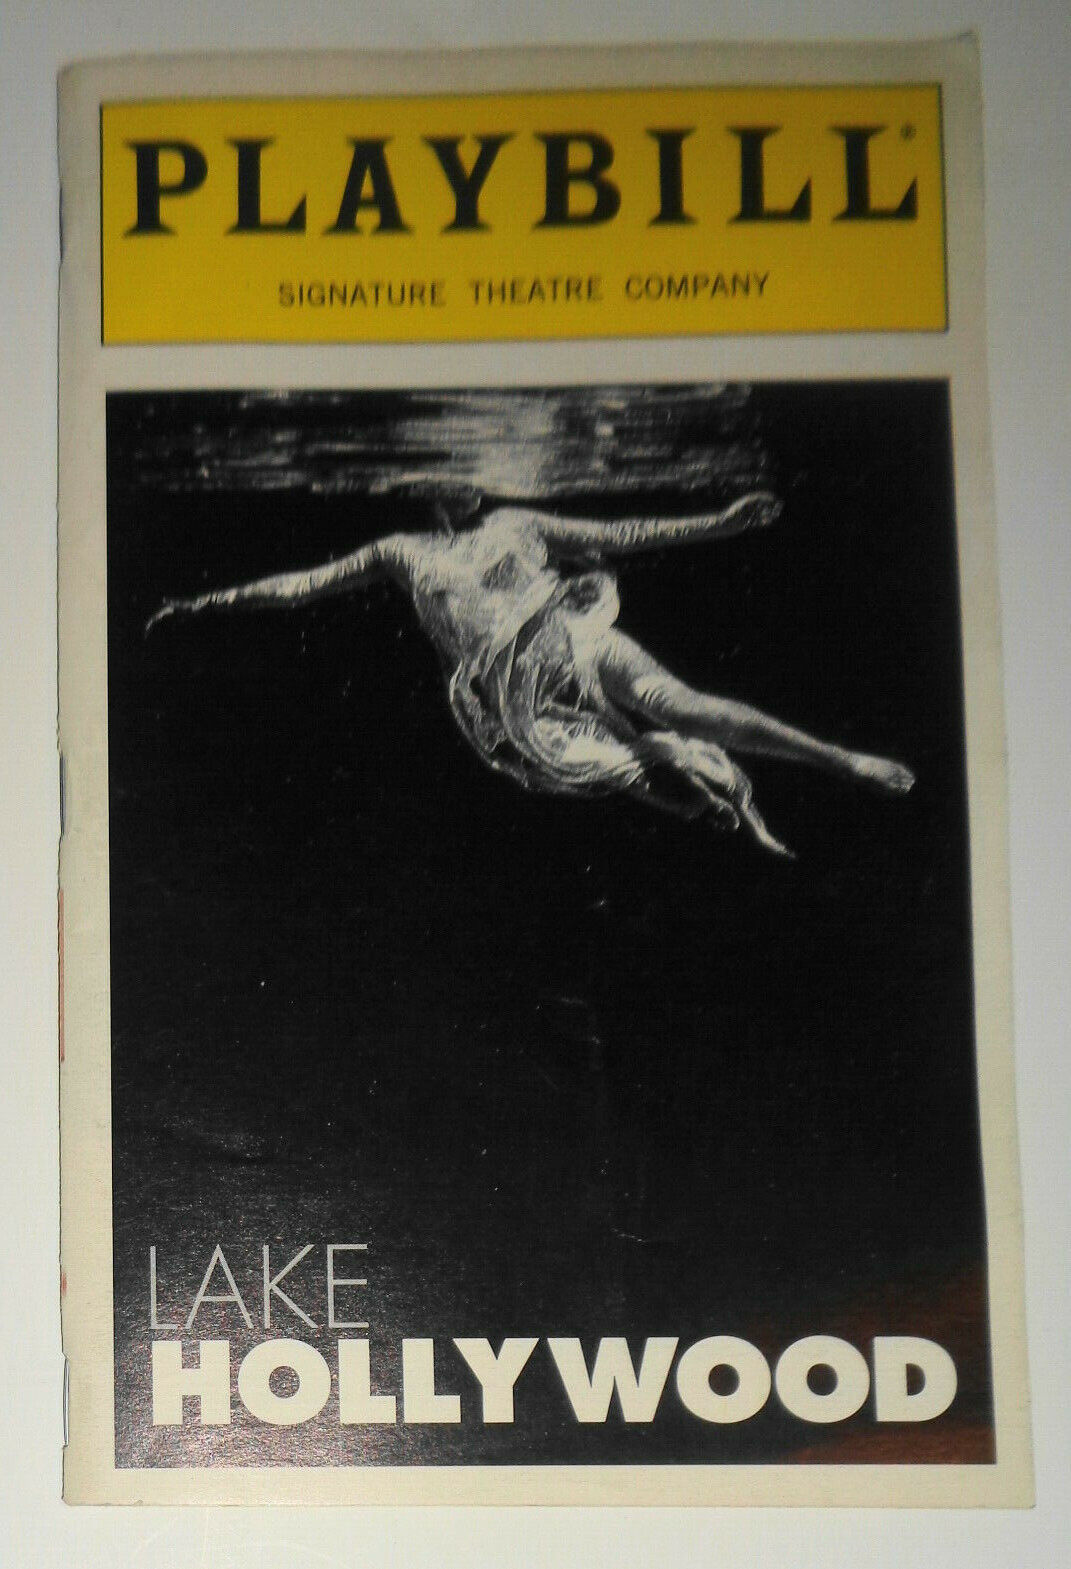 PLAYBILL®
SIGNATURE THEATRE COMPANY
LAKE
HOLLYWOOD